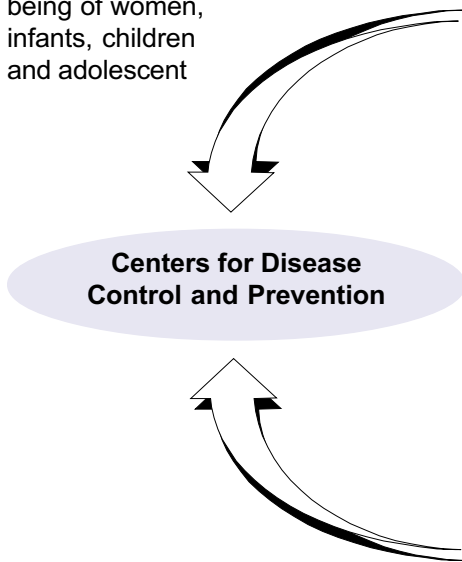 being of women,
infants, children
and adolescent
Centers for Disease
Control and Prevention